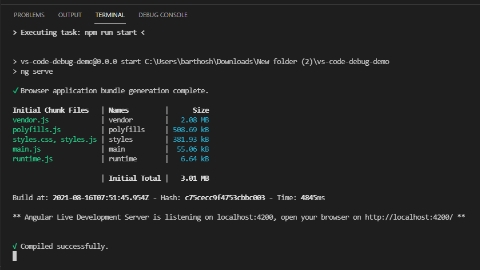 PROBLEMS OUTPUT TERMINAL DEBUG CONSOLE
> Executing task: npm run start <
> vs-code-debug-demo@0.0.0 start C:\Users\barthosh\Downloads\New folder (2)\vs-code-debug-demo
> ng serve
✓ Browser application bundle generation complete.
Initial Chunk Files | Names | Size
vendor.js | vendor | 2.08 MB
polyfills.js | polyfills | 508.69 kB
styles.css, styles.js | styles | 381.93 kB
main.js | main | 55.06 kB
runtime.js | runtime | 6.64 kB
| Initial Total | 3.01 MB
Build at: 2021-08-16T07:51:45.954Z - Hash: c75cecc9f4753cbbc003 - Time: 4845ms
** Angular Live Development Server is listening on localhost:4200, open your browser on http://localhost:4200/ **
√ Compiled successfully.